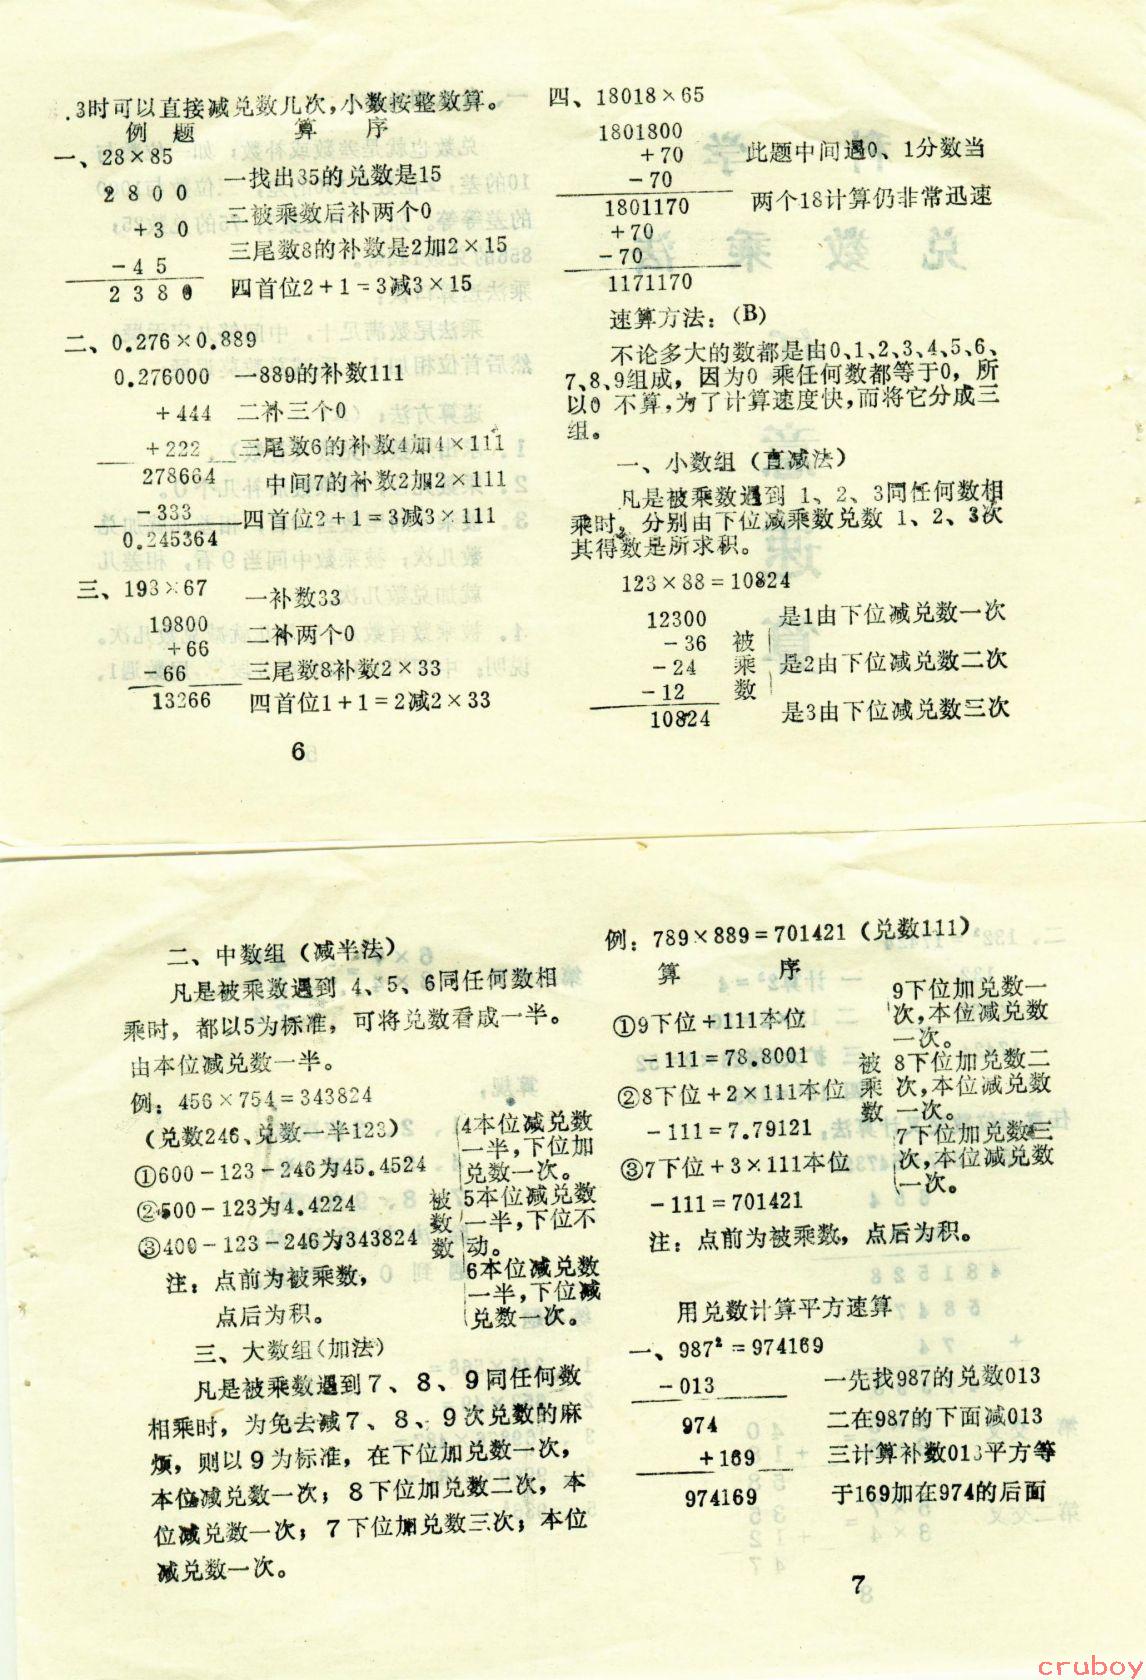 3时可以直接减兑数几次，小数按整数算。
例 题 算 序
一、28×85
2800 一找出35的兑数是15
+30 二被乘数后补两个0
三尾数8的补数是2加2×15
-45
2380 四首位2+1=3减3×15
二、0.276×0.889
0.276000 一889的补数111
+444 二补三个0
+222 三尾数6的补数4加4×111
278664 中间7的补数2加2×111
-333 四首位2+1=3减3×111
0.245364
三、193×67 一补数33
19800 二补两个0
+66
-66 三尾数8补数2×33
13266 四首位1+1=2减2×33
6
四、18018×65
1801800
+70 此题中间遇0、1分数当
-70
1801170 两个18计算仍非常迅速
+70
-70
1171170
速算方法：(B)
不论多大的数都是由0、1、2、3、4、5、6、
7、8、9组成，因为0 乘任何数都等于0，所
以0 不算，为了计算速度快，而将它分成三
组。
一、小数组（直减法）
凡是被乘数遇到 1、2、3同任何数相
乘时，分别由下位减乘数兑数 1、2、3次
其得数是所求积。
123×88=10824
12300 是1由下位减兑数一次
-36 被
-24 乘 是2由下位减兑数二次
-12 数
10824 是3由下位减兑数三次
二、中数组（减半法）
凡是被乘数遇到 4、5、6同任何数相
乘时，都以5为标准，可将兑数看成一半。
由本位减兑数一半。
例：456×754=343824
（兑数246、兑数一半123）
①600-123-246为45.4524
②500-123为4.4224
③400-123-246为343824
注：点前为被乘数，
点后为积。
被
数
数
4本位减兑数
一半，下位加
兑数一次。
5本位减兑数
一半，下位不
动。
6本位减兑数
一半，下位减
兑数一次。
三、大数组（加法）
凡是被乘数遇到7、8、9同任何数
相乘时，为免去减7、8、9次兑数的麻
烦，则以9为标准，在下位加兑数一次，
本位减兑数一次；8下位加兑数二次，本
位减兑数一次；7下位加兑数三次；本位
减兑数一次。
例：789×889=701421（兑数111）
算 序
①9下位+111本位
-111=78.8001
②8下位+2×111本位
-111=7.79121
③7下位+3×111本位
-111=701421
被
乘
数
9下位加兑数一
次，本位减兑数
一次。
8下位加兑数二
次，本位减兑数
一次。
7下位加兑数三
次，本位减兑数
一次。
注：点前为被乘数，点后为积。
用兑数计算平方速算
一、987²=974169
-013 一先找987的兑数013
974 二在987的下面减013
+169 三计算补数013平方等
974169 于169加在974的后面
7
cruboy